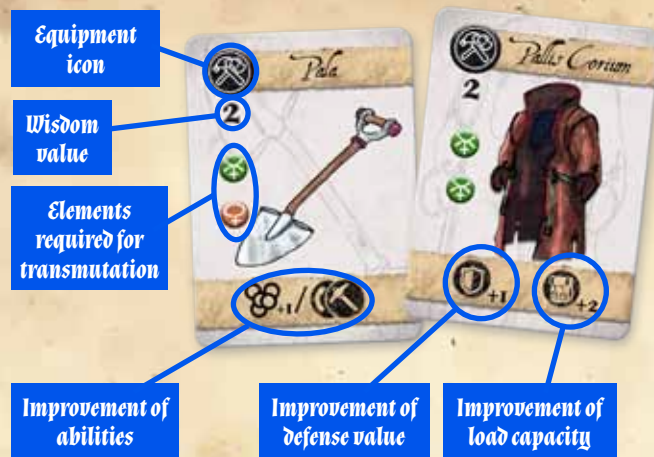 Equipment
icon
Pala
2
Wisdom
value
Elements
required for
transmutation
+1/
Pallis Corium
2
+1
+2
Improvement of
abilities
Improvement of
defense value
Improvement of
load capacity